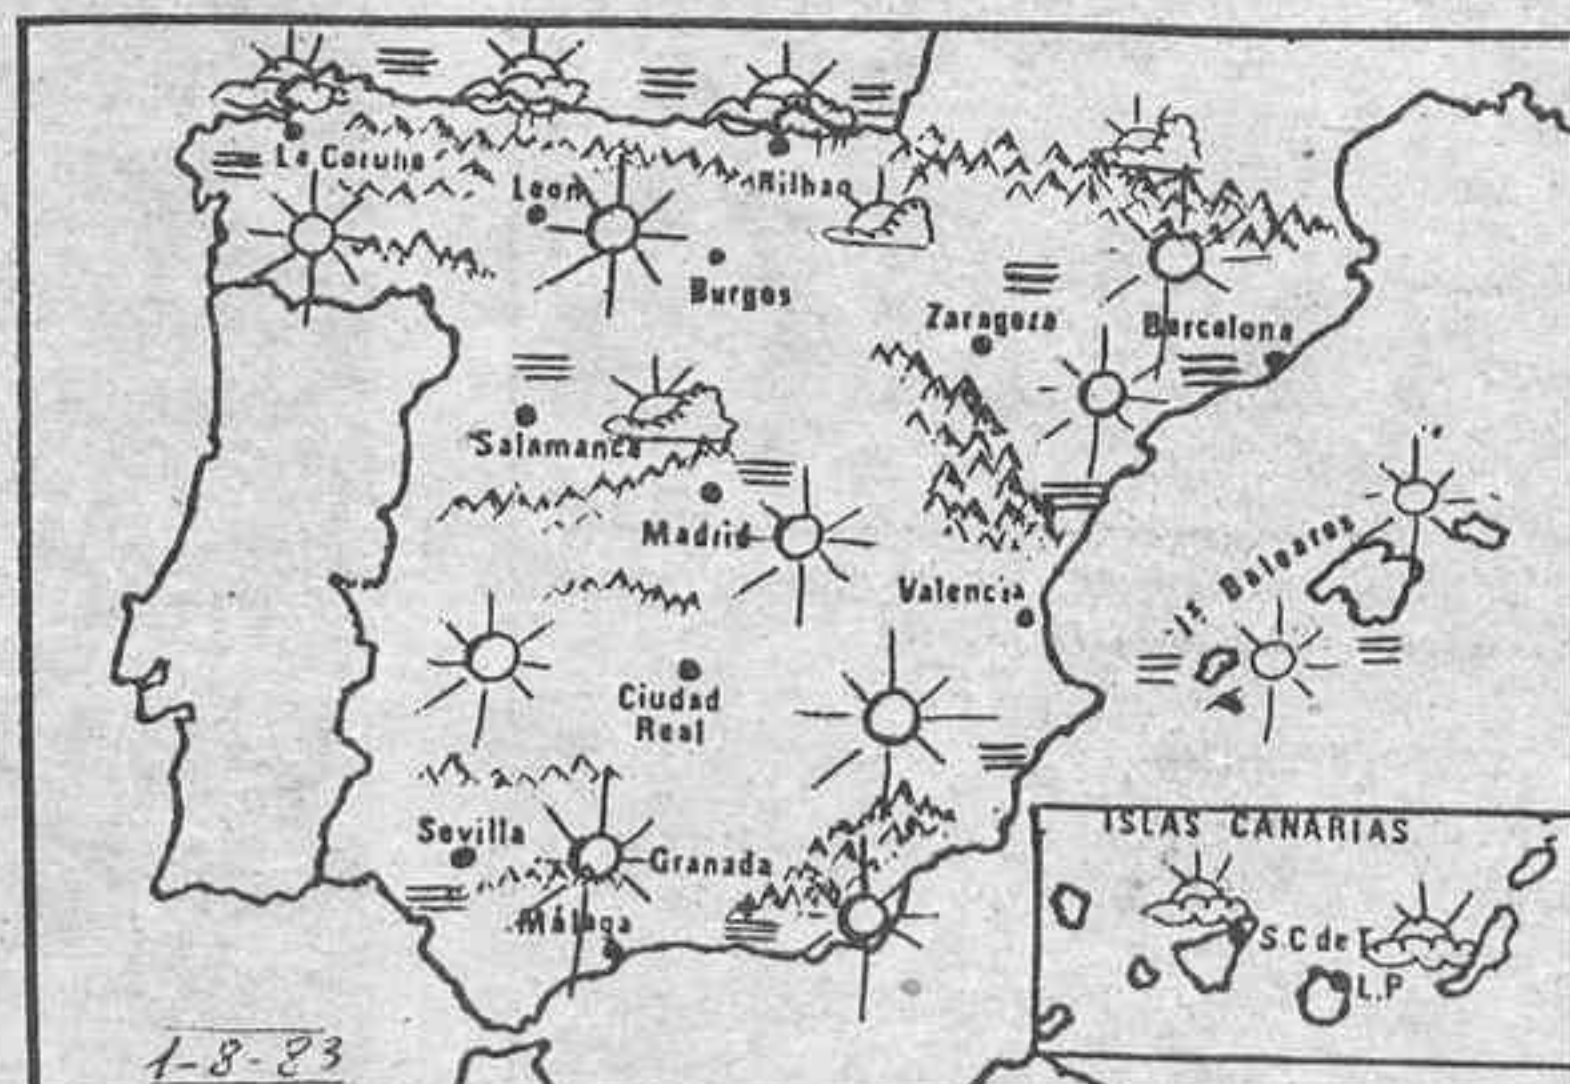 La Coruña
Leon
Bilbao
Burgos
Zaragoza
Barcelona
Salamanca
Madrid
Is Baleares
Valencia
Ciudad
Real
ISLAS CANARIAS
Sevilla
Granada
Málaga
S.C de T.
L.P
1-8-83